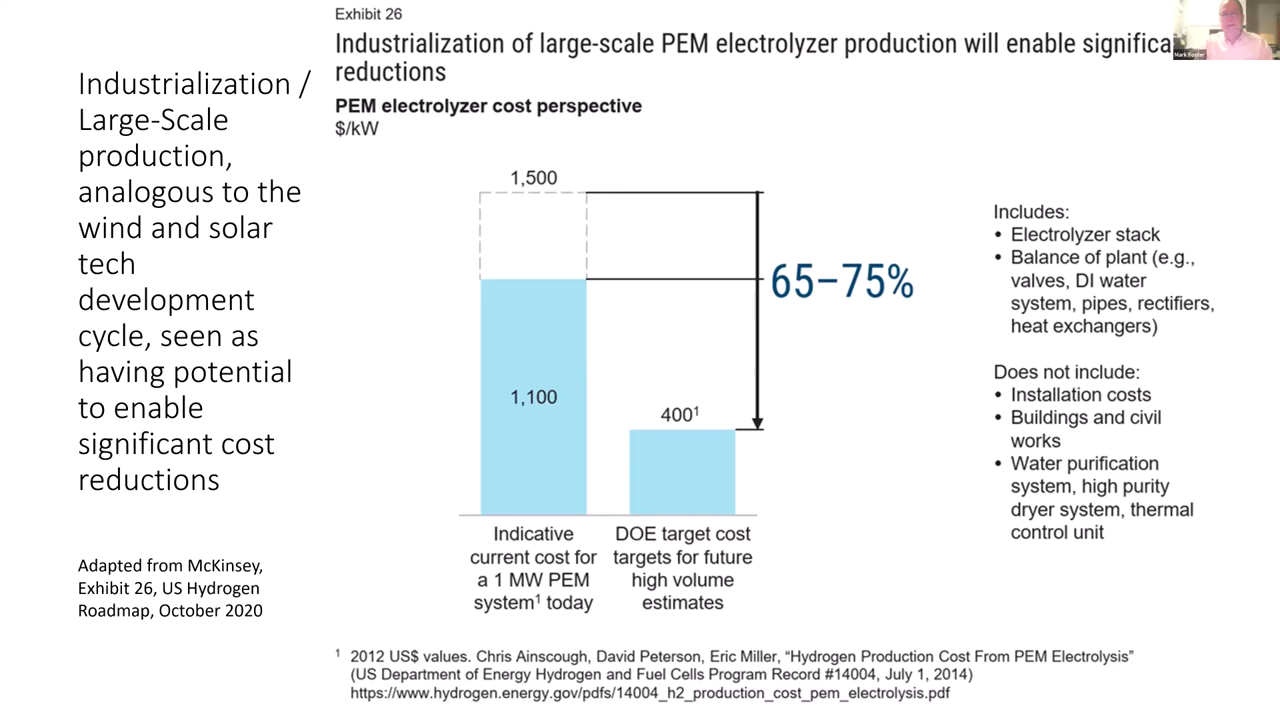 Industrialization /
Large-Scale
production,
analogous to the
wind and solar
tech
development
cycle, seen as
having potential
to enable
significant cost
reductions
Adapted from McKinsey,
Exhibit 26, US Hydrogen
Roadmap, October 2020
Exhibit 26
Industrialization of large-scale PEM electrolyzer production will enable significa
reductions
PEM electrolyzer cost perspective
$/kW
1,500
1,100
400¹
65–75%
Indicative
current cost for
a 1 MW PEM
system¹ today
DOE target cost
targets for future
high volume
estimates
Includes:
• Electrolyzer stack
• Balance of plant (e.g.,
valves, DI water
system, pipes, rectifiers,
heat exchangers)
Does not include:
• Installation costs
• Buildings and civil
works
• Water purification
system, high purity
dryer system, thermal
control unit
¹ 2012 US$ values. Chris Ainscough, David Peterson, Eric Miller, “Hydrogen Production Cost From PEM Electrolysis”
(US Department of Energy Hydrogen and Fuel Cells Program Record #14004, July 1, 2014)
https://www.hydrogen.energy.gov/pdfs/14004_h2_production_cost_pem_electrolysis.pdf
Mark Foster